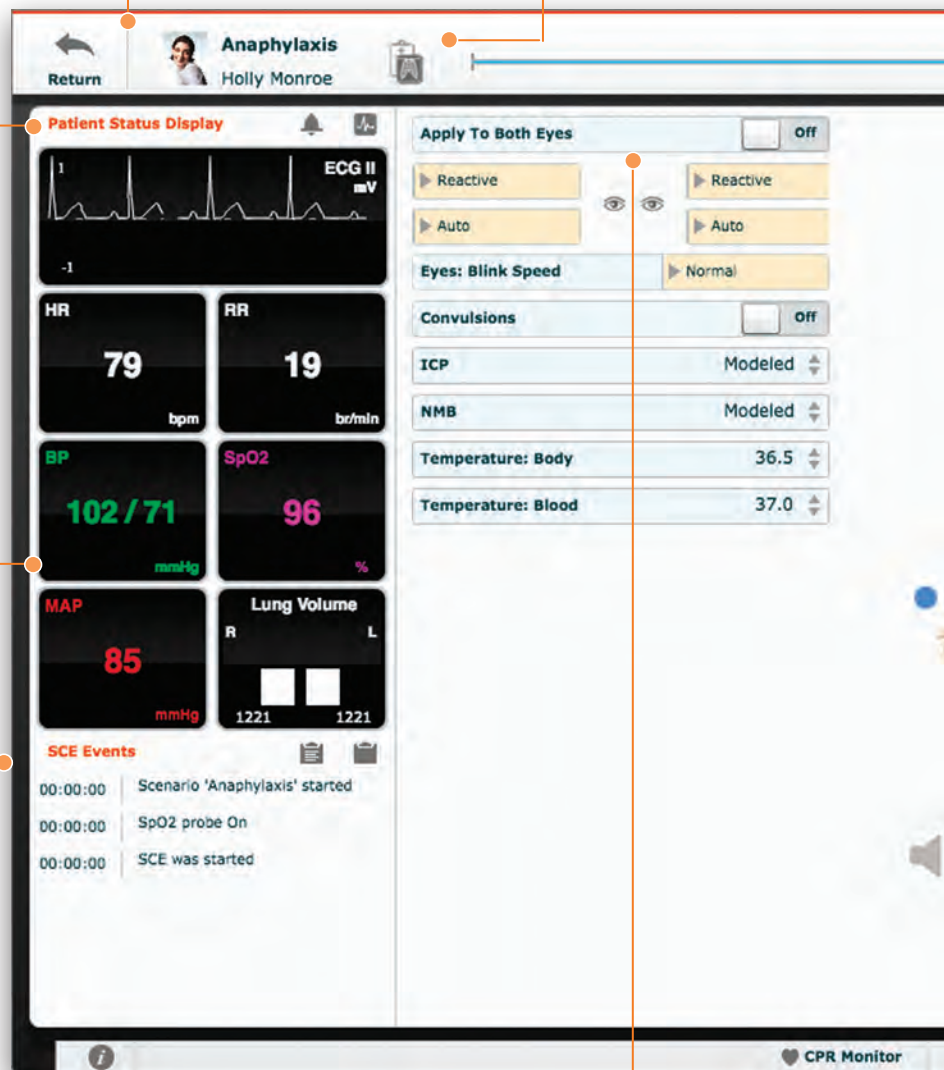 Return
Anaphylaxis
Holly Monroe
Patient Status Display
1
ECG II
mV
-1
HR
79
bpm
RR
19
br/min
BP
102 / 71
mmHg
SpO2
96
%
MAP
85
mmHg
Lung Volume
R L
1221 1221
SCE Events
00:00:00 Scenario 'Anaphylaxis' started
00:00:00 SpO2 probe On
00:00:00 SCE was started
Apply To Both Eyes Off
Reactive Reactive
Auto Auto
Eyes: Blink Speed Normal
Convulsions Off
ICP Modeled
NMB Modeled
Temperature: Body 36.5
Temperature: Blood 37.0
i
CPR Monitor